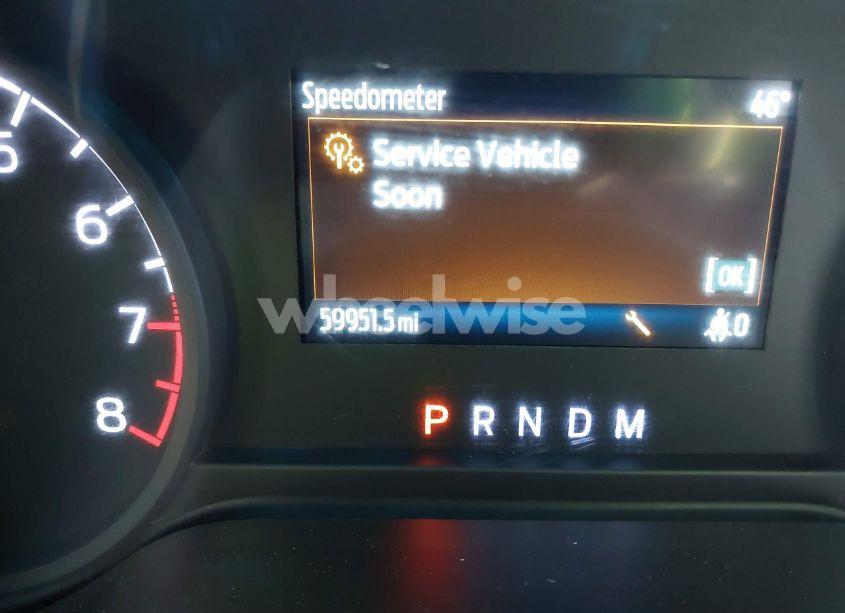 Speedometer 46°
Service Vehicle
Soon
[OK]
59951.5 mi 0
wheelwise
5
6
7
8
P R N D M